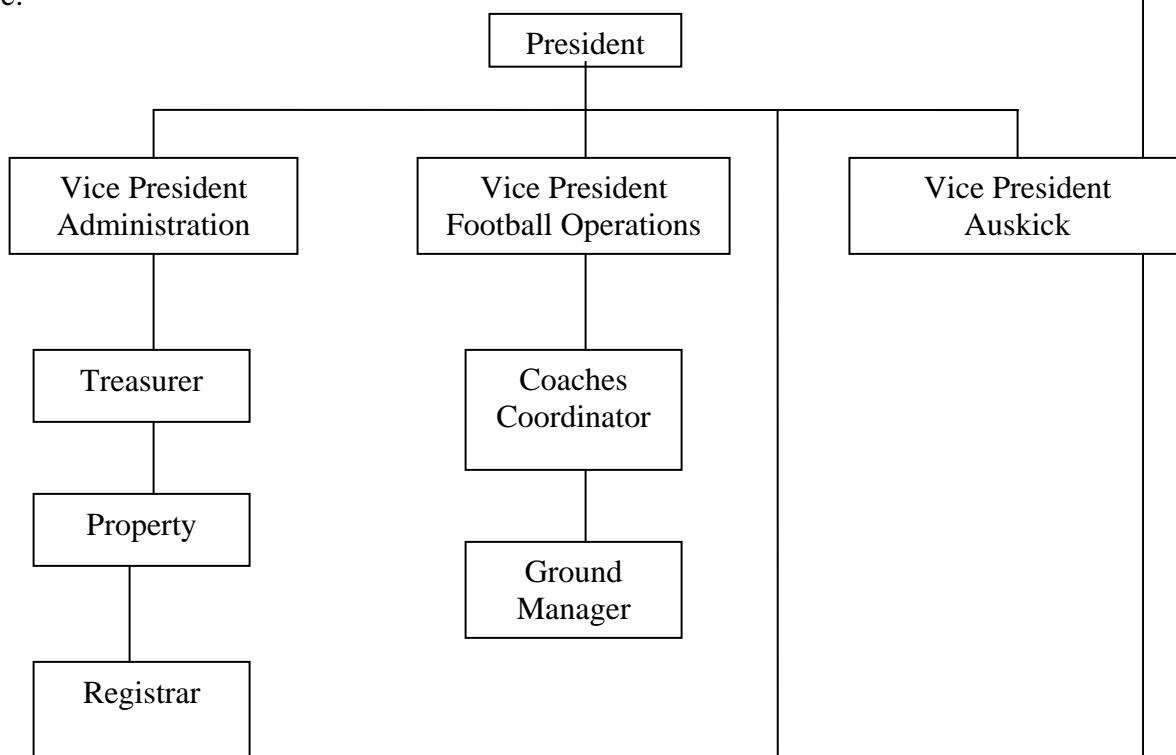 President
Vice President
Administration
Vice President
Football Operations
Vice President
Auskick
Treasurer
Coaches
Coordinator
Property
Ground
Manager
Registrar